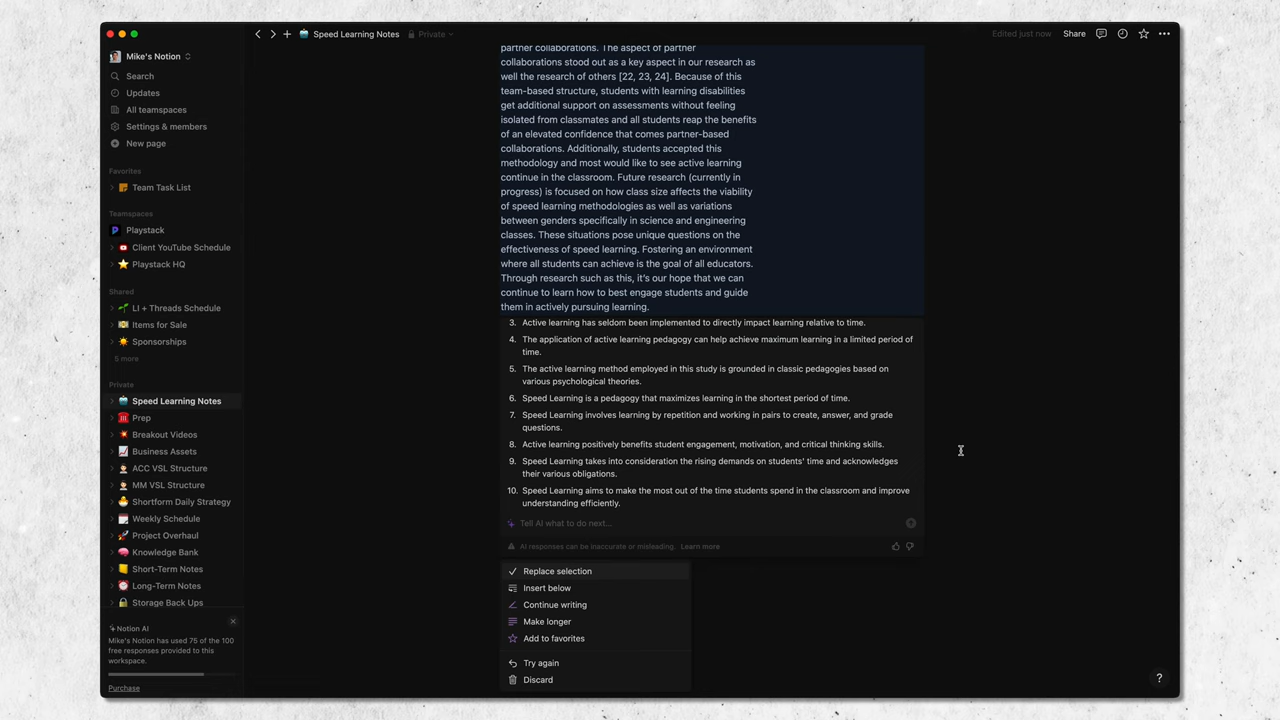 Speed Learning Notes
Private
Edited just now
Share
Mike's Notion
Search
Updates
All teamspaces
Settings & members
New page
Favorites
Team Task List
Teamspaces
Playstack
Client YouTube Schedule
Playstack HQ
Shared
LI + Threads Schedule
Items for Sale
Sponsorships
5 more
Private
Speed Learning Notes
Prep
Breakout Videos
Business Assets
ACC VSL Structure
MM VSL Structure
Shortform Daily Strategy
Weekly Schedule
Project Overhaul
Knowledge Bank
Short-Term Notes
Long-Term Notes
Storage Back Ups
Notion AI
Mike's Notion has used 75 of the 100
free responses provided to this
workspace.
Purchase
partner collaborations. The aspect of partner
collaborations stood out as a key aspect in our research as
well the research of others [22, 23, 24]. Because of this
team-based structure, students with learning disabilities
get additional support on assessments without feeling
isolated from classmates and all students reap the benefits
of an elevated confidence that comes partner-based
collaborations. Additionally, students accepted this
methodology and most would like to see active learning
continue in the classroom. Future research (currently in
progress) is focused on how class size affects the viability
of speed learning methodologies as well as variations
between genders specifically in science and engineering
classes. These situations pose unique questions on the
effectiveness of speed learning. Fostering an environment
where all students can achieve is the goal of all educators.
Through research such as this, it's our hope that we can
continue to learn how to best engage students and guide
them in actively pursuing learning.
3. Active learning has seldom been implemented to directly impact learning relative to time.
4. The application of active learning pedagogy can help achieve maximum learning in a limited period of
time.
5. The active learning method employed in this study is grounded in classic pedagogies based on
various psychological theories.
6. Speed Learning is a pedagogy that maximizes learning in the shortest period of time.
7. Speed Learning involves learning by repetition and working in pairs to create, answer, and grade
questions.
8. Active learning positively benefits student engagement, motivation, and critical thinking skills.
9. Speed Learning takes into consideration the rising demands on students' time and acknowledges
their various obligations.
10. Speed Learning aims to make the most out of the time students spend in the classroom and improve
understanding efficiently.
Tell AI what to do next...
AI responses can be inaccurate or misleading. Learn more
Replace selection
Insert below
Continue writing
Make longer
Add to favorites
Try again
Discard
?